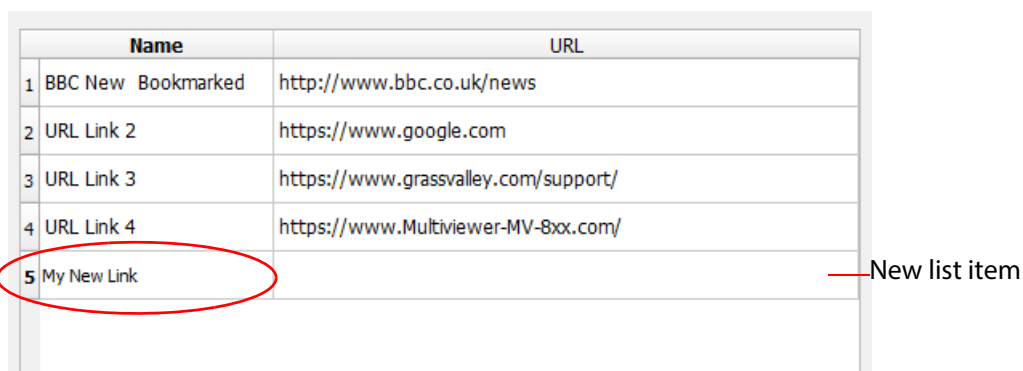 Name URL
1 BBC New Bookmarked http://www.bbc.co.uk/news
2 URL Link 2 https://www.google.com
3 URL Link 3 https://www.grassvalley.com/support/
4 URL Link 4 https://www.Multiviewer-MV-8xx.com/
5 My New Link New list item